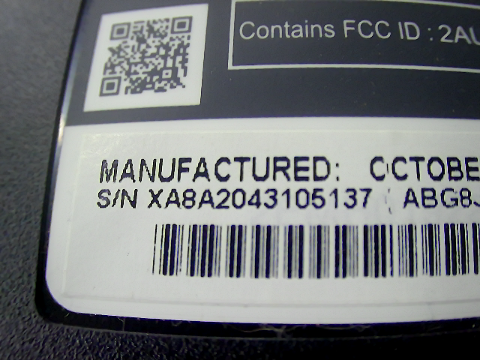 Contains FCC ID : 2AU
MANUFACTURED: OCTOBE
S/N XA8A2043105137 ABG8J